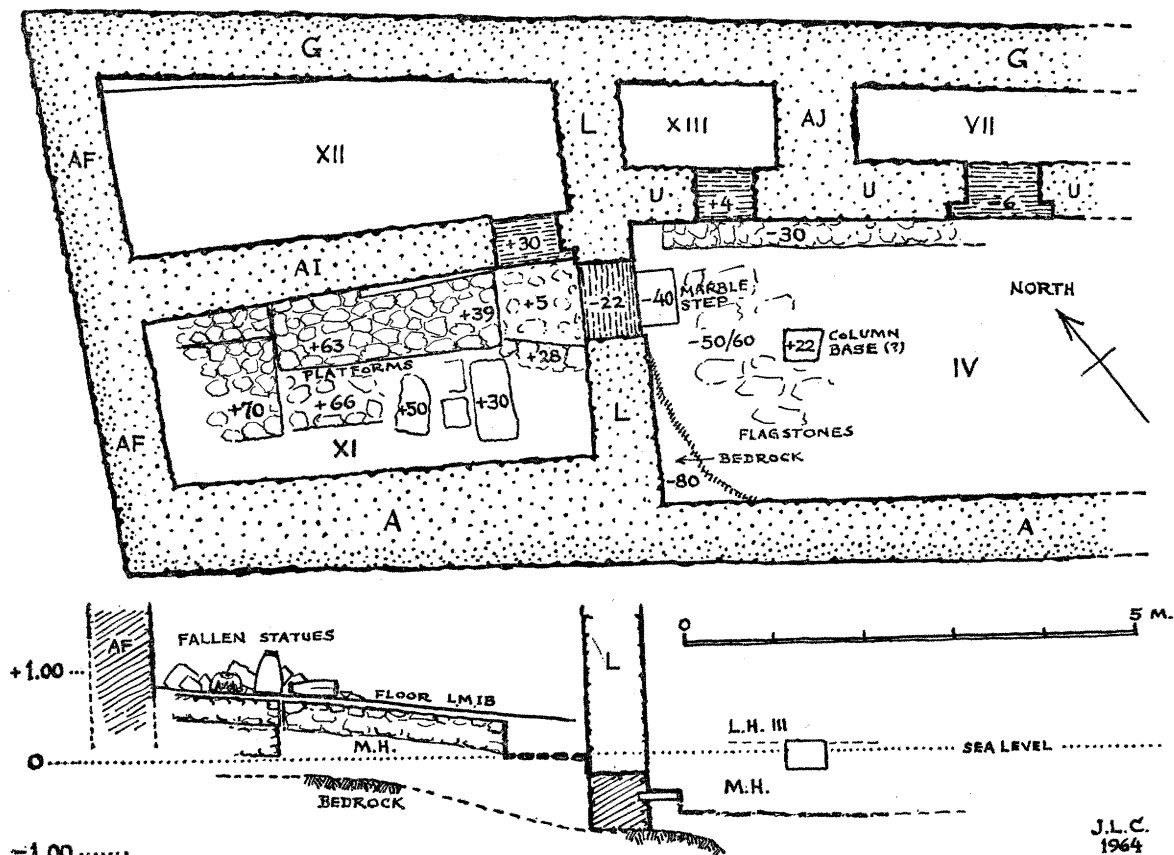 G
G
AF
XII
L
XIII
AJ
VII
U
+4
U
-6
U
+30
-30
AI
+5
-22
-40
MARBLE
STEP
NORTH
+39
+63
+28
-50/60
+22
COLUMN
BASE (?)
IV
PLATFORMS
+70
+66
+50
+30
FLAGSTONES
AF
XI
L
BEDROCK
-80
A
A
AF
FALLEN STATUES
L
0
5 M.
+1.00
FLOOR L.M.IB
L.H. III
M.H.
SEA LEVEL
0
BEDROCK
M.H.
J.L.C.
1964
-1.00